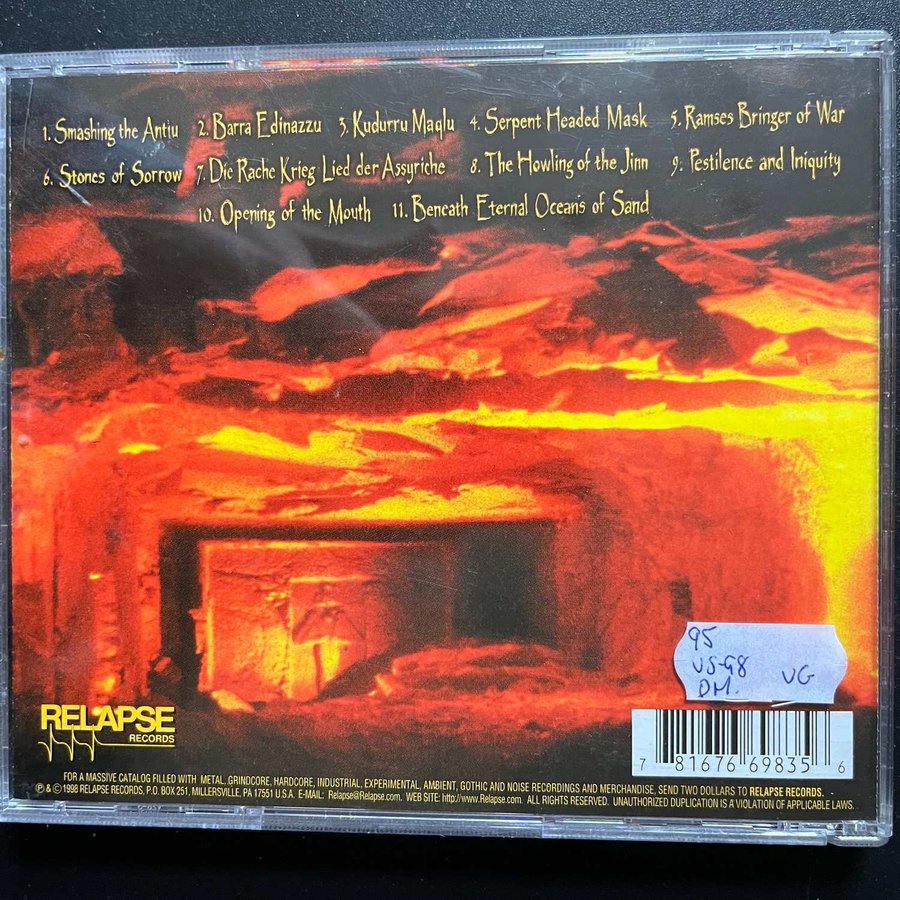 1. Smashing the Antiu 2. Barra Edinazzu 3. Kudurru Maqlu 4. Serpent Headed Mask 5. Ramses Bringer of War
6. Stones of Sorrow 7. Die Rache Krieg Lied der Assyriche 8. The Howling of the Jinn 9. Pestilence and Iniquity
10. Opening of the Mouth 11. Beneath Eternal Oceans of Sand
95
US-98 VG
DM.
RELAPSE
RECORDS
7 81676 69835 6
FOR A MASSIVE CATALOG FILLED WITH METAL, GRINDCORE, HARDCORE, INDUSTRIAL, EXPERIMENTAL, AMBIENT, GOTHIC AND NOISE RECORDINGS AND MERCHANDISE, SEND TWO DOLLARS TO RELAPSE RECORDS.
℗ & © 1998 RELAPSE RECORDS, P.O. BOX 251, MILLERSVILLE, PA 17551 U.S.A. E-MAIL: Relapse@Relapse.com. WEB SITE: http://www.Relapse.com. ALL RIGHTS RESERVED. UNAUTHORIZED DUPLICATION IS A VIOLATION OF APPLICABLE LAWS.